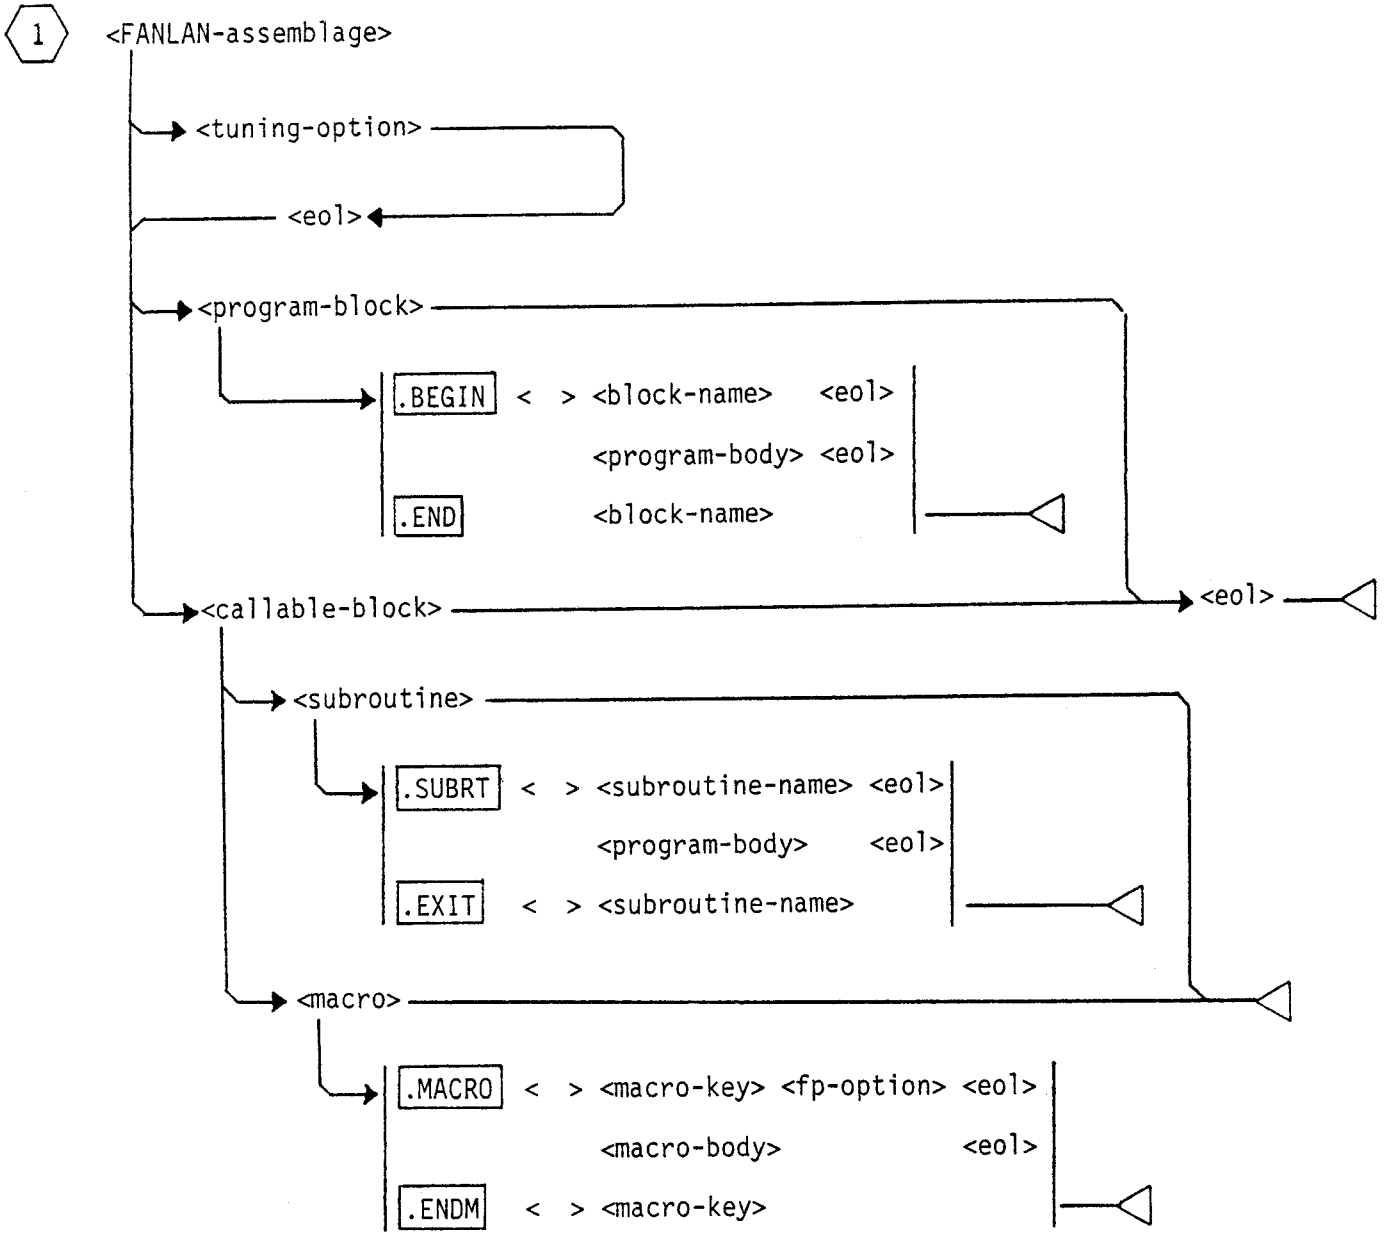 1 <FANLAN-assemblage>
<tuning-option>
<eol>
<program-block>
.BEGIN < > <block-name> <eol>
<program-body> <eol>
.END <block-name>
<callable-block> <eol>
<subroutine>
.SUBRT < > <subroutine-name> <eol>
<program-body> <eol>
.EXIT < > <subroutine-name>
<macro>
.MACRO < > <macro-key> <fp-option> <eol>
<macro-body> <eol>
.ENDM < > <macro-key>